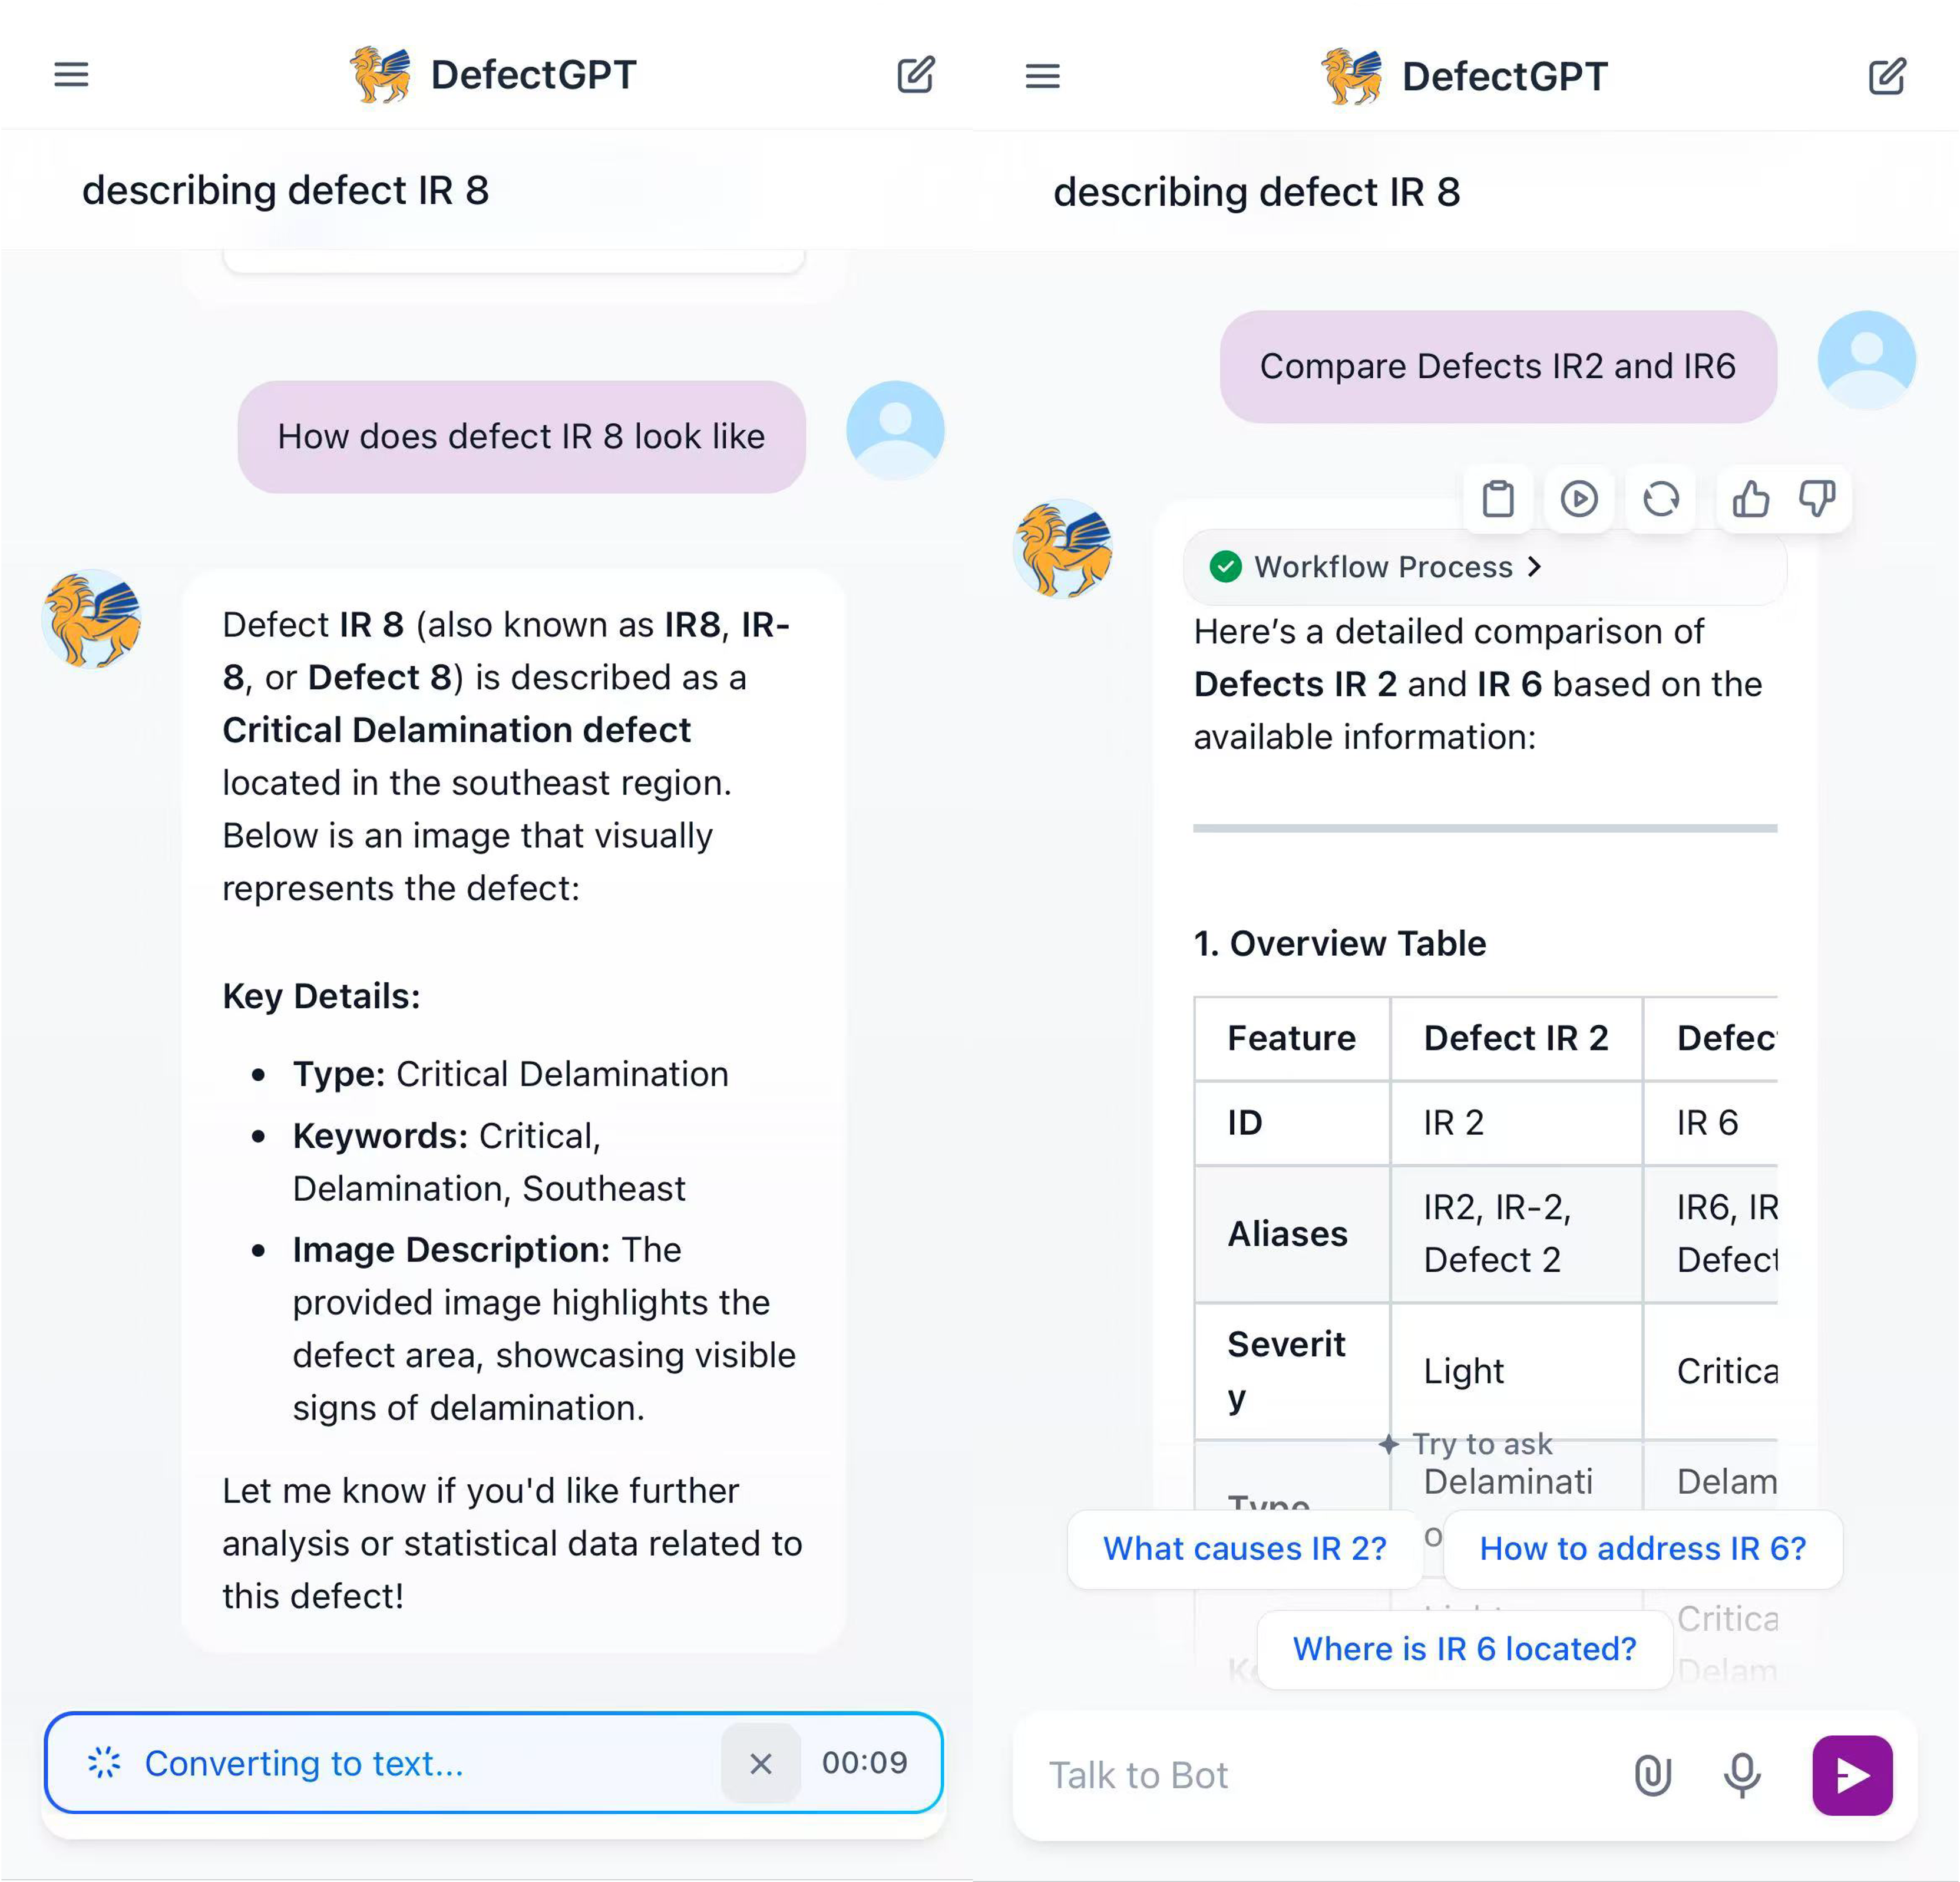 DefectGPT
describing defect IR 8
How does defect IR 8 look like
Defect IR 8 (also known as IR8, IR-
8, or Defect 8) is described as a
Critical Delamination defect
located in the southeast region.
Below is an image that visually
represents the defect:
Key Details:
• Type: Critical Delamination
• Keywords: Critical,
Delamination, Southeast
• Image Description: The
provided image highlights the
defect area, showcasing visible
signs of delamination.
Let me know if you'd like further
analysis or statistical data related to
this defect!
Converting to text... 00:09
DefectGPT
describing defect IR 8
Compare Defects IR2 and IR6
Workflow Process
Here’s a detailed comparison of
Defects IR 2 and IR 6 based on the
available information:
1. Overview Table
Feature Defect IR 2 Defec
ID IR 2 IR 6
Aliases IR2, IR-2, Defect 2 IR6, IR Defect
Severit
y Light Critica
Try to ask
Type Delaminati Delam
What causes IR 2? o How to address IR 6?
Critica
Where is IR 6 located? Delam
Talk to Bot